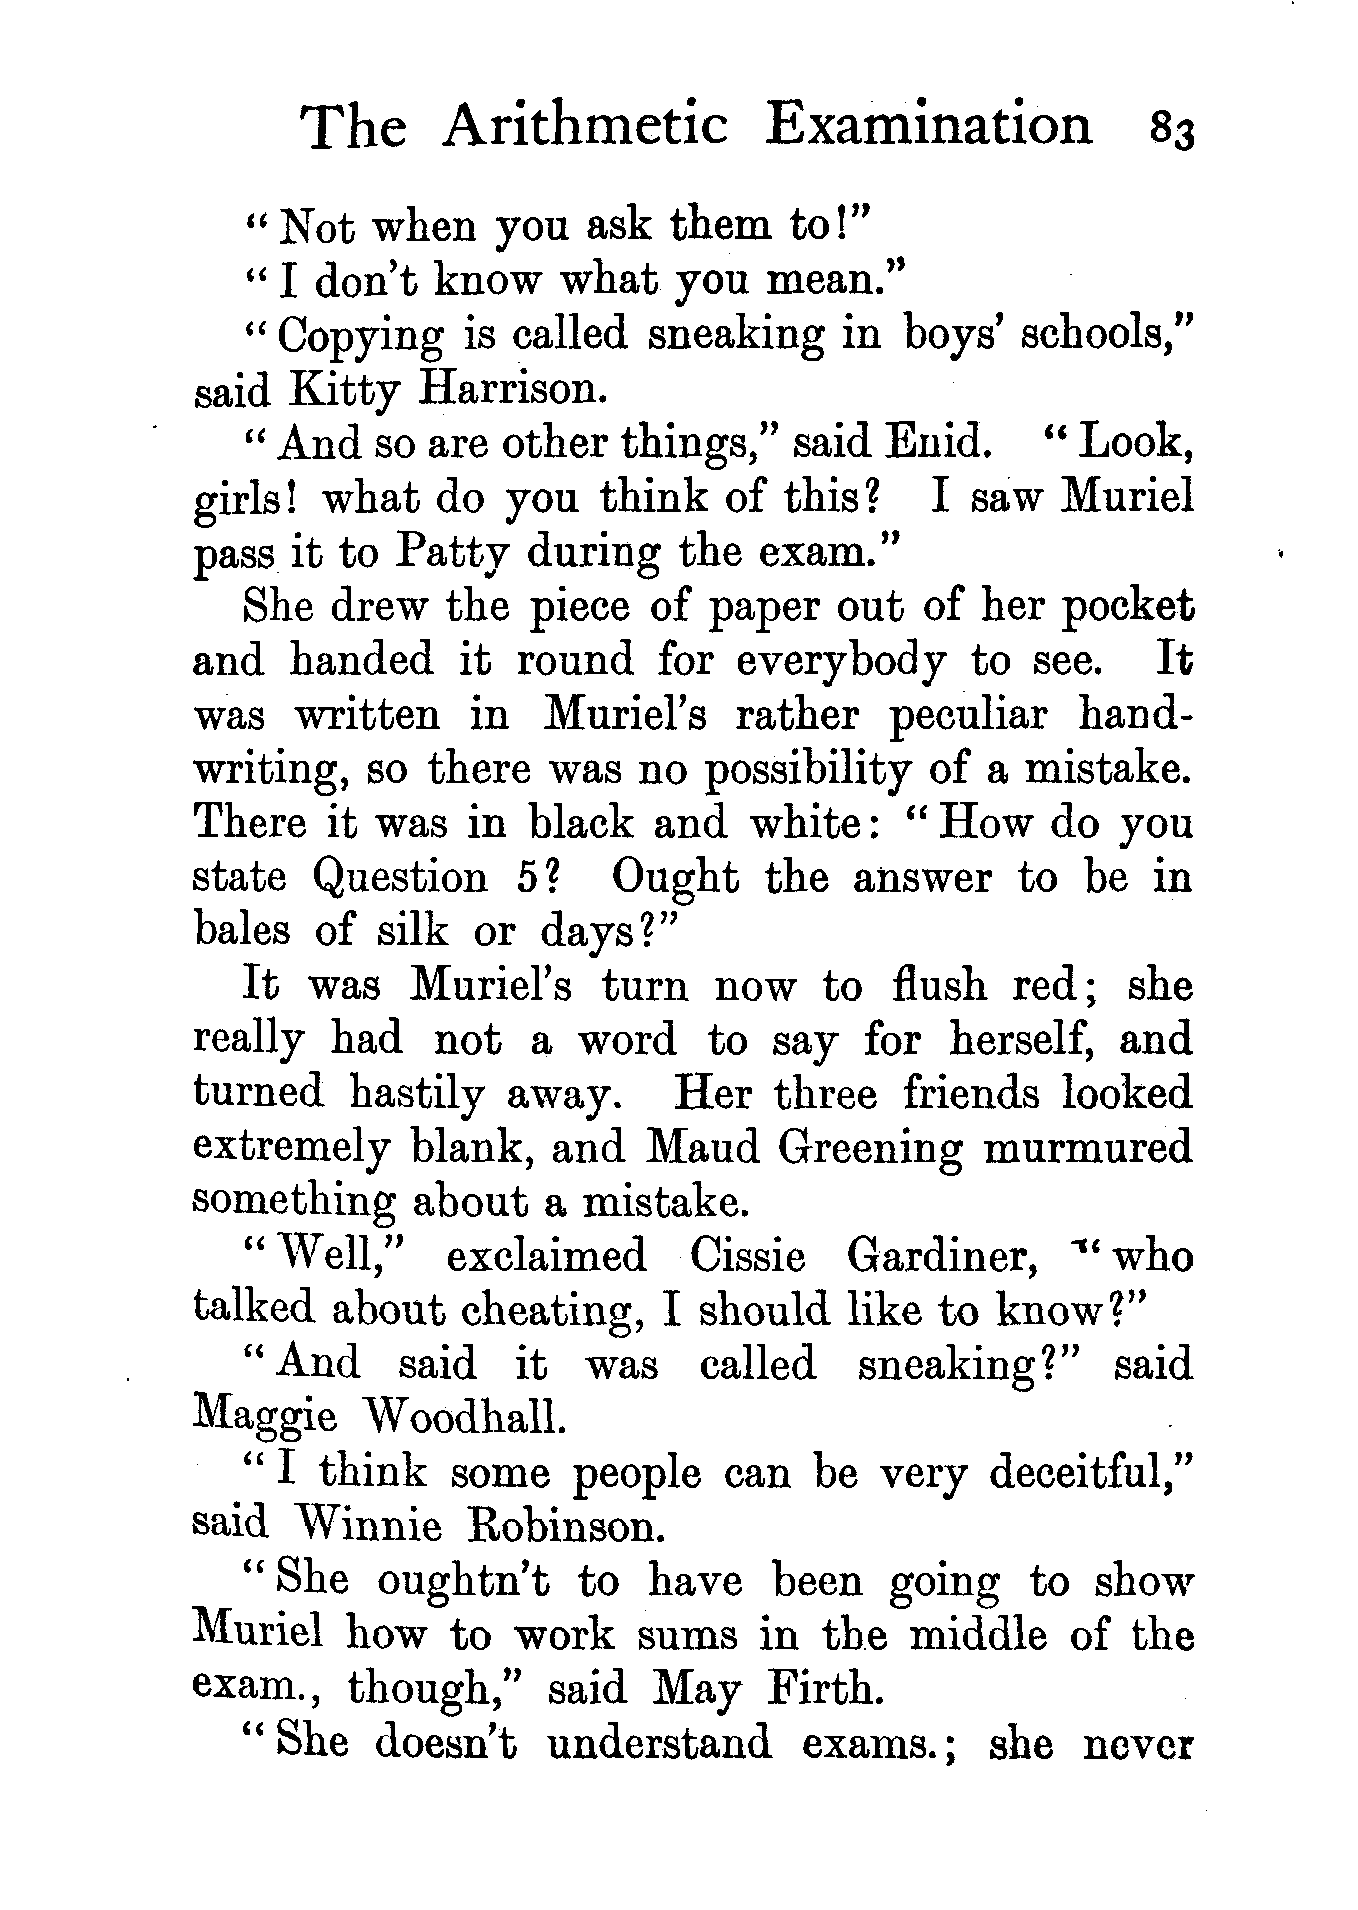 The Arithmetic Examination 83
"Not when you ask them to!"
"I don't know what you mean."
"Copying is called sneaking in boys' schools,"
said Kitty Harrison.
"And so are other things," said Enid. "Look,
girls! what do you think of this? I saw Muriel
pass it to Patty during the exam."
She drew the piece of paper out of her pocket
and handed it round for everybody to see. It
was written in Muriel's rather peculiar hand-
writing, so there was no possibility of a mistake.
There it was in black and white: "How do you
state Question 5? Ought the answer to be in
bales of silk or days?"
It was Muriel's turn now to flush red; she
really had not a word to say for herself, and
turned hastily away. Her three friends looked
extremely blank, and Maud Greening murmured
something about a mistake.
"Well," exclaimed Cissie Gardiner, "who
talked about cheating, I should like to know?"
"And said it was called sneaking?" said
Maggie Woodhall.
"I think some people can be very deceitful,"
said Winnie Robinson.
"She oughtn't to have been going to show
Muriel how to work sums in the middle of the
exam., though," said May Firth.
"She doesn't understand exams.; she never